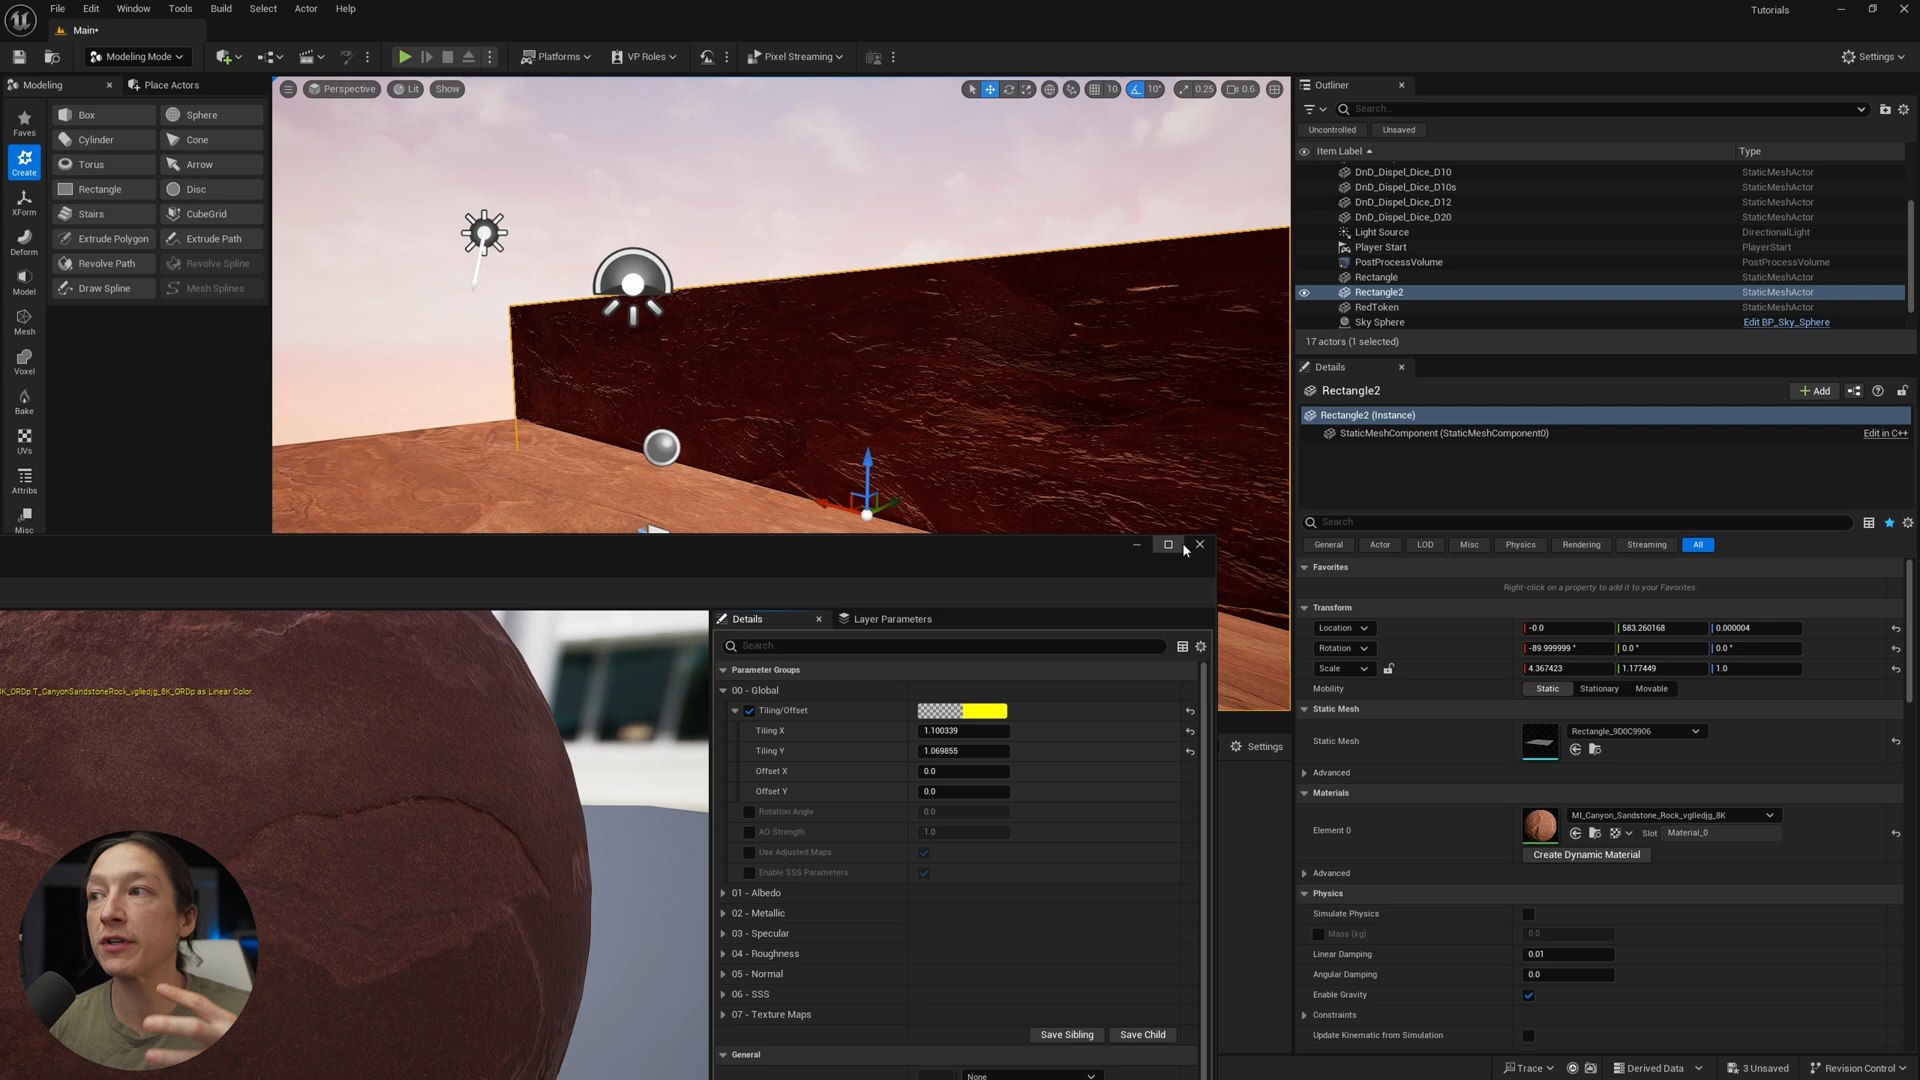 File Edit Window Tools Build Select Actor Help
Tutorials
Main•
Modeling Mode
Platforms
VP Roles
Pixel Streaming
Settings
Modeling
Place Actors
Perspective
Lit
Show
10
10°
0.25
0.6
Faves
Create
XForm
Deform
Model
Mesh
Voxel
Bake
UVs
Attribs
Misc
Box
Sphere
Cylinder
Cone
Torus
Arrow
Rectangle
Disc
Stairs
CubeGrid
Extrude Polygon
Extrude Path
Revolve Path
Revolve Spline
Draw Spline
Mesh Splines
Outliner
Search...
Uncontrolled
Unsaved
Item Label
Type
DnD_Dispel_Dice_D10 StaticMeshActor
DnD_Dispel_Dice_D10s StaticMeshActor
DnD_Dispel_Dice_D12 StaticMeshActor
DnD_Dispel_Dice_D20 StaticMeshActor
Light Source DirectionalLight
Player Start PlayerStart
PostProcessVolume PostProcessVolume
Rectangle StaticMeshActor
Rectangle2 StaticMeshActor
RedToken StaticMeshActor
Sky Sphere Edit BP_Sky_Sphere
17 actors (1 selected)
Details
Rectangle2
Add
Rectangle2 (Instance)
StaticMeshComponent (StaticMeshComponent0) Edit in C++
Search
General Actor LOD Misc Physics Rendering Streaming All
Favorites
Right-click on a property to add it to your Favorites.
Transform
Location -0.0 583.260168 0.000004
Rotation -89.999999 ° 0.0 ° 0.0 °
Scale 4.367423 1.177449 1.0
Mobility Static Stationary Movable
Static Mesh
Static Mesh Rectangle_9D0C9906
Advanced
Materials
Element 0
MI_Canyon_Sandstone_Rock_vglledjg_8K
Slot Material_0
Create Dynamic Material
Advanced
Physics
Simulate Physics
Mass (kg) 0.0
Linear Damping 0.01
Angular Damping 0.0
Enable Gravity
Constraints
Update Kinematic from Simulation
8K_ORDp.T_CanyonSandstoneRock_vglledjg_8K_ORDp as Linear Color.
Details
Layer Parameters
Search
Parameter Groups
00 - Global
Tiling/Offset
Tiling X 1.100339
Tiling Y 1.069855
Offset X 0.0
Offset Y 0.0
Rotation Angle 0.0
AO Strength 1.0
Use Adjusted Maps
Enable SSS Parameters
01 - Albedo
02 - Metallic
03 - Specular
04 - Roughness
05 - Normal
06 - SSS
07 - Texture Maps
Save Sibling
Save Child
General
None
Settings
Trace
Derived Data
3 Unsaved
Revision Control